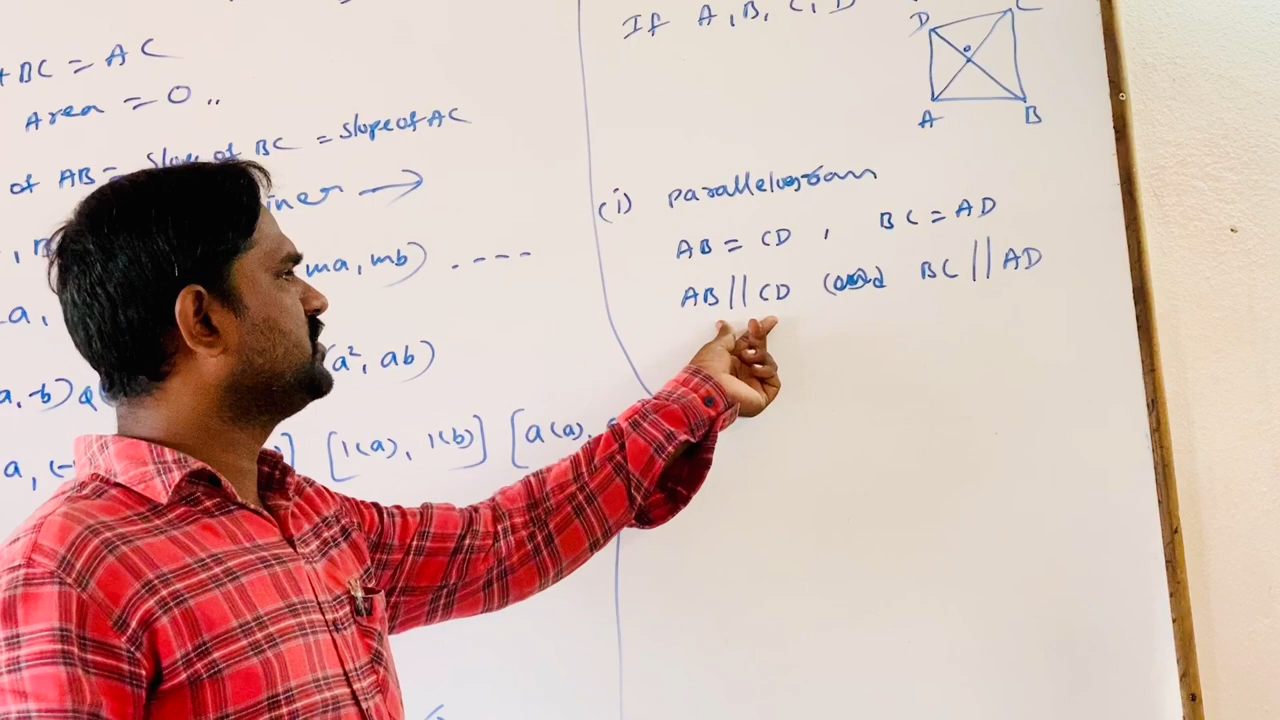 + BC = AC
Area = 0 ..
of AB = Slope of BC = slope of AC
ma, mb) ....
a,
(a², ab)
a, -b)
a, (- ] [1(a), 1(b)] [a(a),
If A, B, C, D
D C
A B
(i) parallelogram
AB = CD , BC = AD
AB || CD and BC || AD